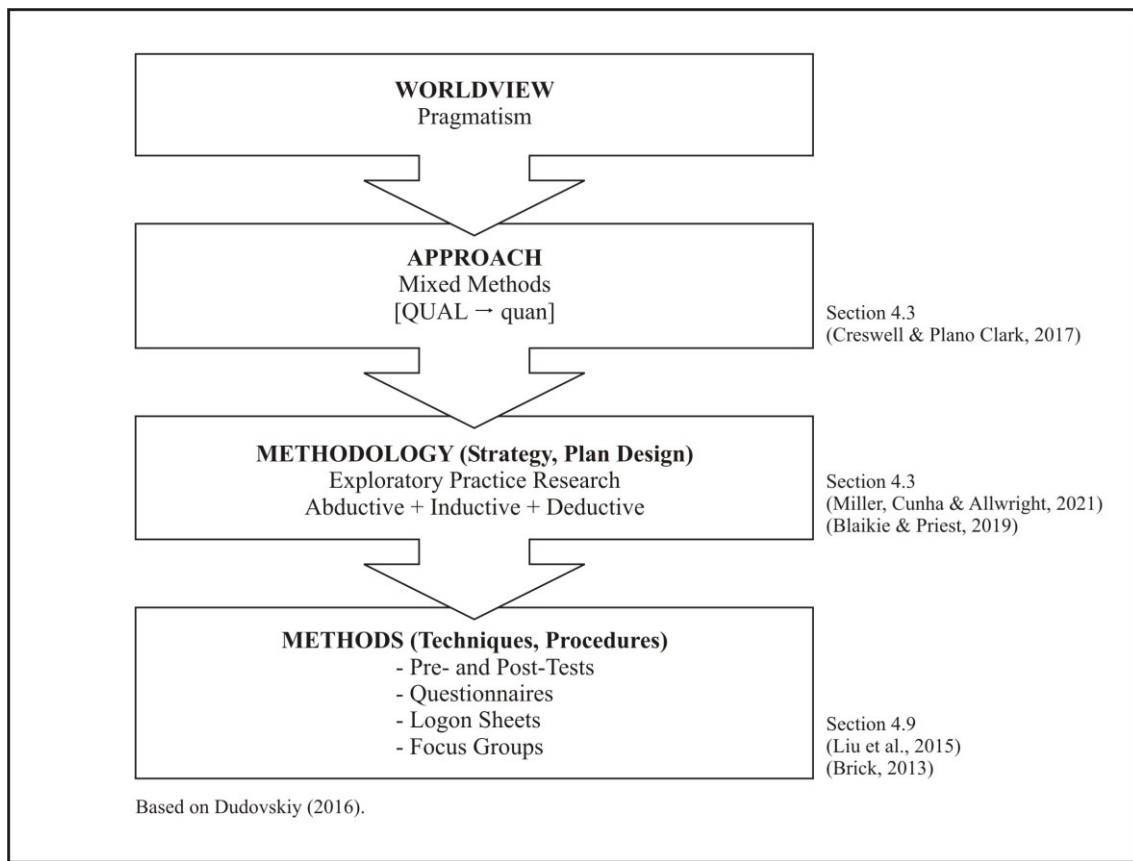 WORLDVIEW
Pragmatism
APPROACH
Mixed Methods
[QUAL → quan]
Section 4.3
(Creswell & Plano Clark, 2017)
METHODOLOGY (Strategy, Plan Design)
Exploratory Practice Research
Abductive + Inductive + Deductive
Section 4.3
(Miller, Cunha & Allwright, 2021)
(Blaikie & Priest, 2019)
METHODS (Techniques, Procedures)
- Pre- and Post-Tests
- Questionnaires
- Logon Sheets
- Focus Groups
Section 4.9
(Liu et al., 2015)
(Brick, 2013)
Based on Dudovskiy (2016).